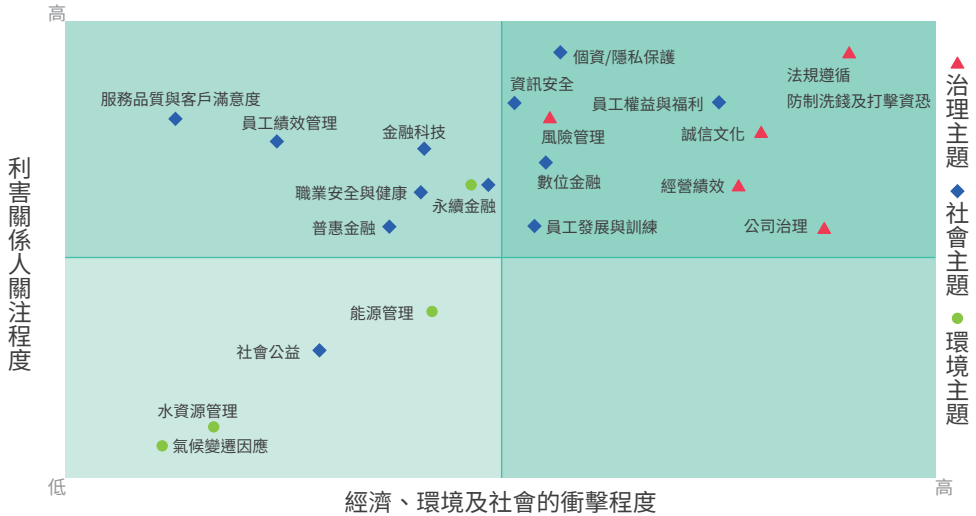 高
個資/隱私保護
法規遵循
防制洗錢及打擊資恐
資訊安全
員工權益與福利
服務品質與客戶滿意度
員工績效管理
金融科技
風險管理
誠信文化
數位金融
職業安全與健康
永續金融
經營績效
普惠金融
員工發展與訓練
公司治理
能源管理
社會公益
水資源管理
氣候變遷因應
利害關係人關注程度
治理主題
社會主題
環境主題
低
高
經濟、環境及社會的衝擊程度